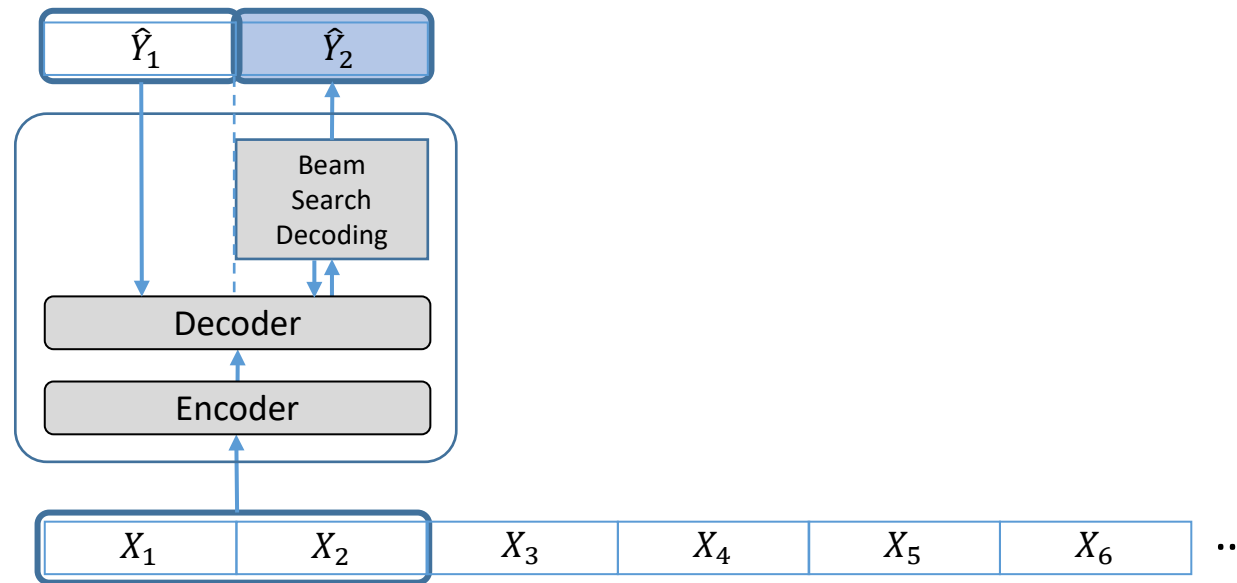 Ŷ₁ Ŷ₂
Beam
Search
Decoding
Decoder
Encoder
X₁ X₂ X₃ X₄ X₅ X₆ ..